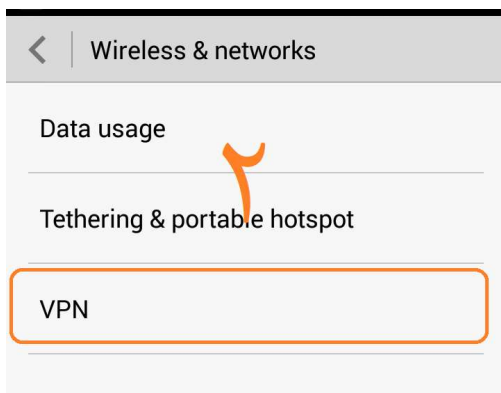 Wireless & networks
Data usage
۲
Tethering & portable hotspot
VPN